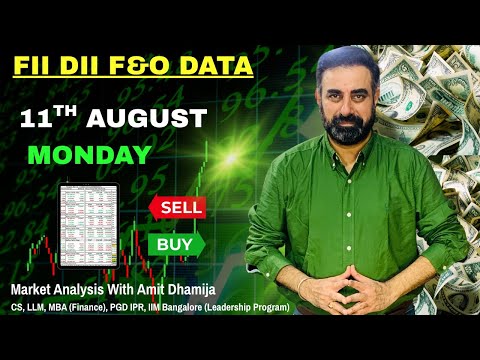 FII DII F&O DATA
11TH AUGUST
MONDAY
SELL
BUY
Market Analysis With Amit Dhamija
CS, LLM, MBA (Finance), PGD IPR, IIM Bangalore (Leadership Program)